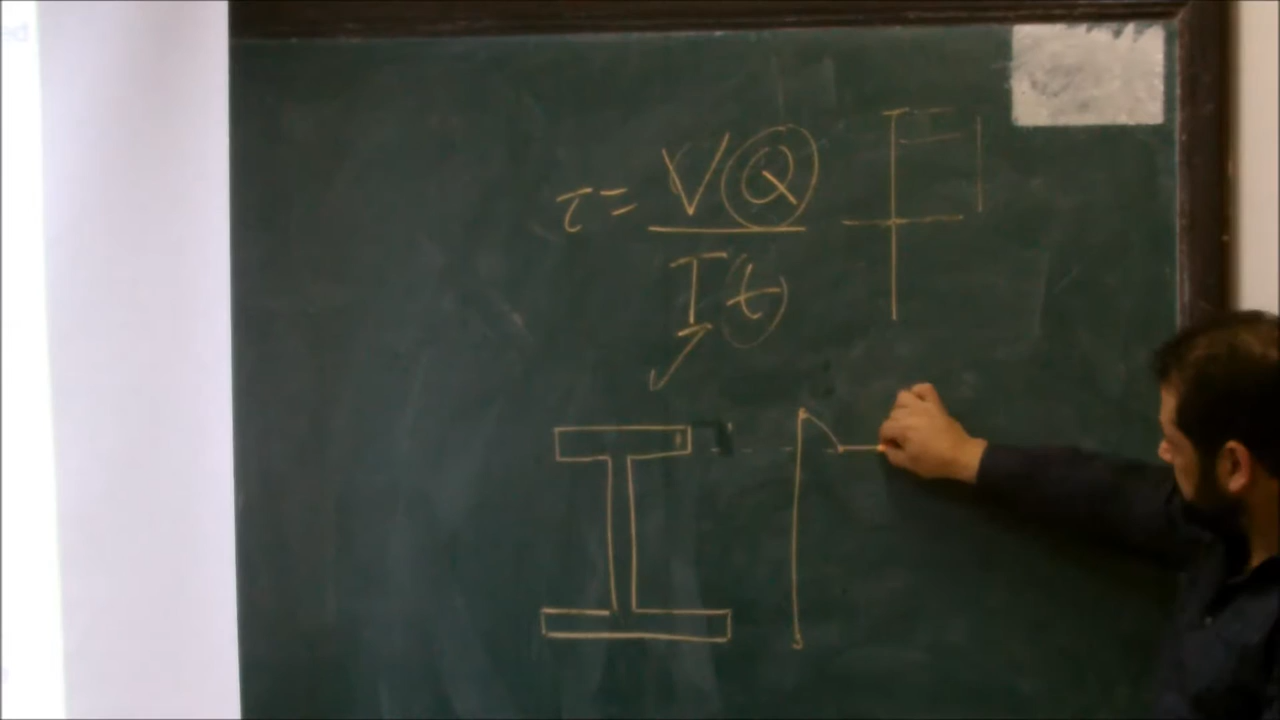 τ = VQ
It